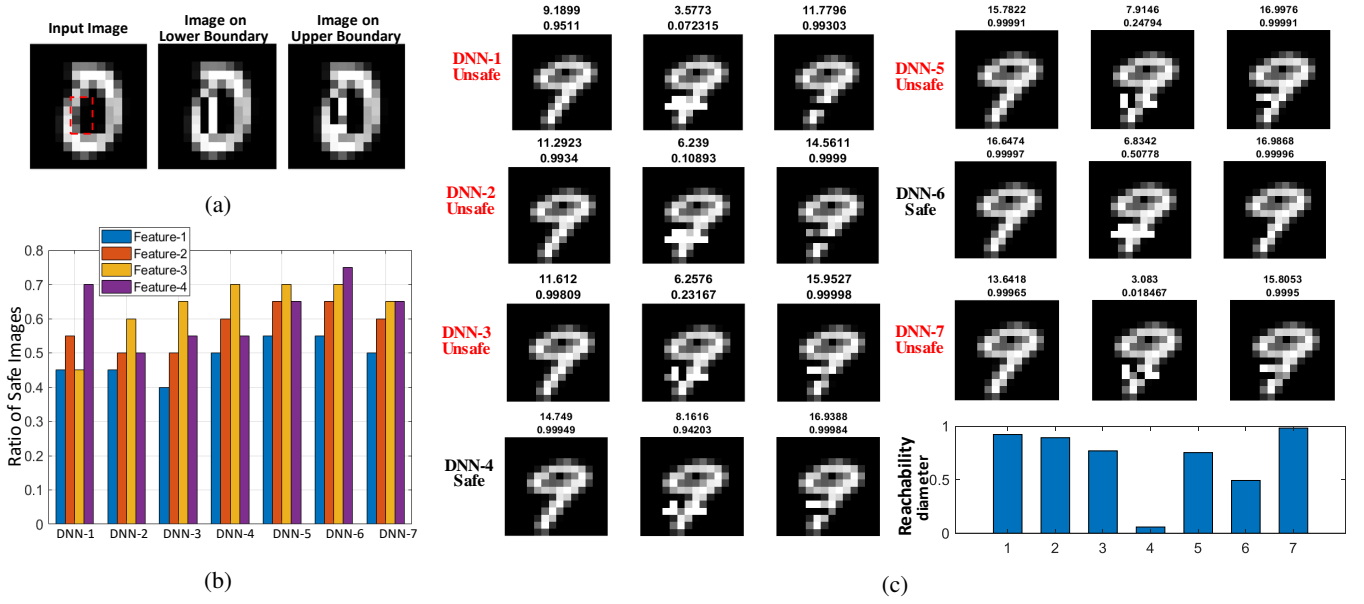 Input Image
Image on
Lower Boundary
Image on
Upper Boundary
(a)
Feature-1
Feature-2
Feature-3
Feature-4
Ratio of Safe Images
0.8
0.7
0.6
0.5
0.4
0.3
0.2
0.1
0
DNN-1 DNN-2 DNN-3 DNN-4 DNN-5 DNN-6 DNN-7
(b)
DNN-1
Unsafe
9.1899 3.5773 11.7796
0.9511 0.072315 0.99303
DNN-2
Unsafe
11.2923 6.239 14.5611
0.9934 0.10893 0.9999
DNN-3
Unsafe
11.612 6.2576 15.9527
0.99809 0.23167 0.99998
DNN-4
Safe
14.749 8.1616 16.9388
0.99949 0.94203 0.99984
DNN-5
Unsafe
15.7822 7.9146 16.9976
0.99991 0.24794 0.99991
DNN-6
Safe
16.6474 6.8342 16.9868
0.99997 0.50778 0.99996
DNN-7
Unsafe
13.6418 3.083 15.8053
0.99965 0.018467 0.9995
Reachability
diameter
1
0.5
0
1 2 3 4 5 6 7
(c)